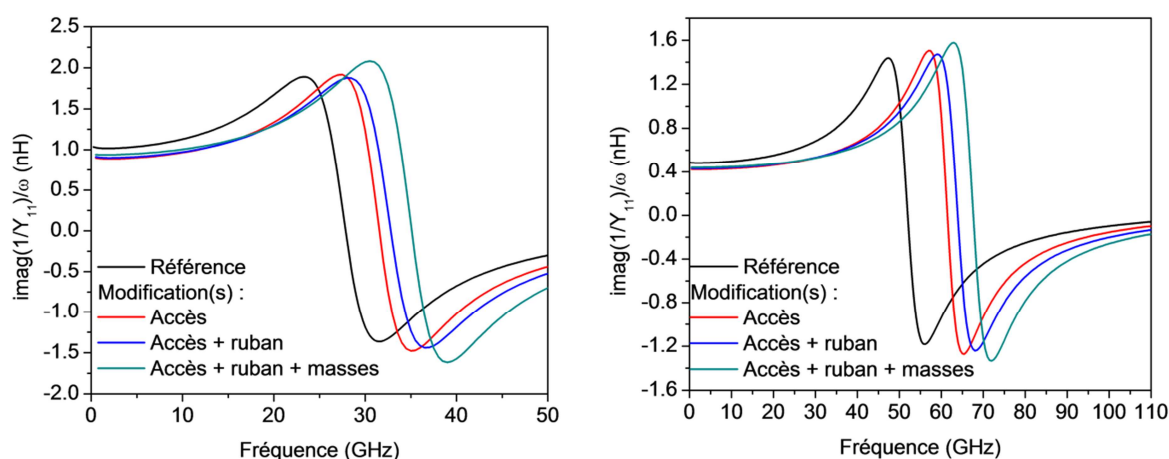 2.5
2.0
1.5
1.0
0.5
0.0
-0.5
-1.0
-1.5
-2.0
imag(1/Y11)/ω (nH)
Référence
Modification(s) :
Accès
Accès + ruban
Accès + ruban + masses
0 10 20 30 40 50
Fréquence (GHz)
1.6
1.2
0.8
0.4
0.0
-0.4
-0.8
-1.2
-1.6
imag(1/Y11)/ω (nH)
Référence
Modification(s) :
Accès
Accès + ruban
Accès + ruban + masses
0 10 20 30 40 50 60 70 80 90 100 110
Fréquence (GHz)